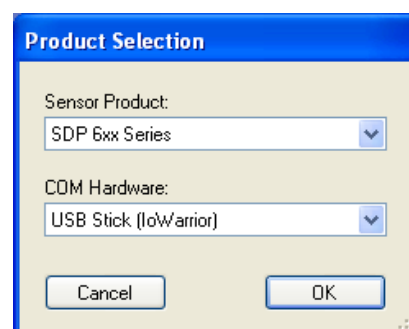 Product Selection
Sensor Product:
SDP 6xx Series
COM Hardware:
USB Stick (IoWarrior)
Cancel OK